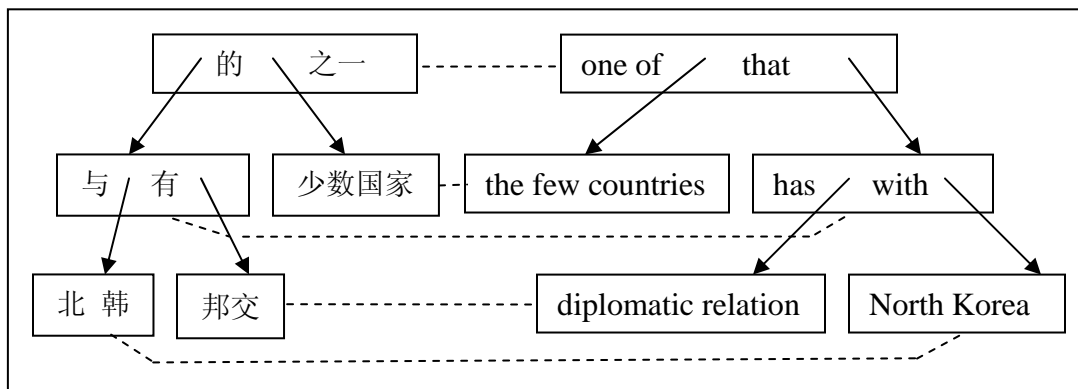 的 之一 one of that
与 有 少数国家 the few countries has with
北 韩 邦交 diplomatic relation North Korea